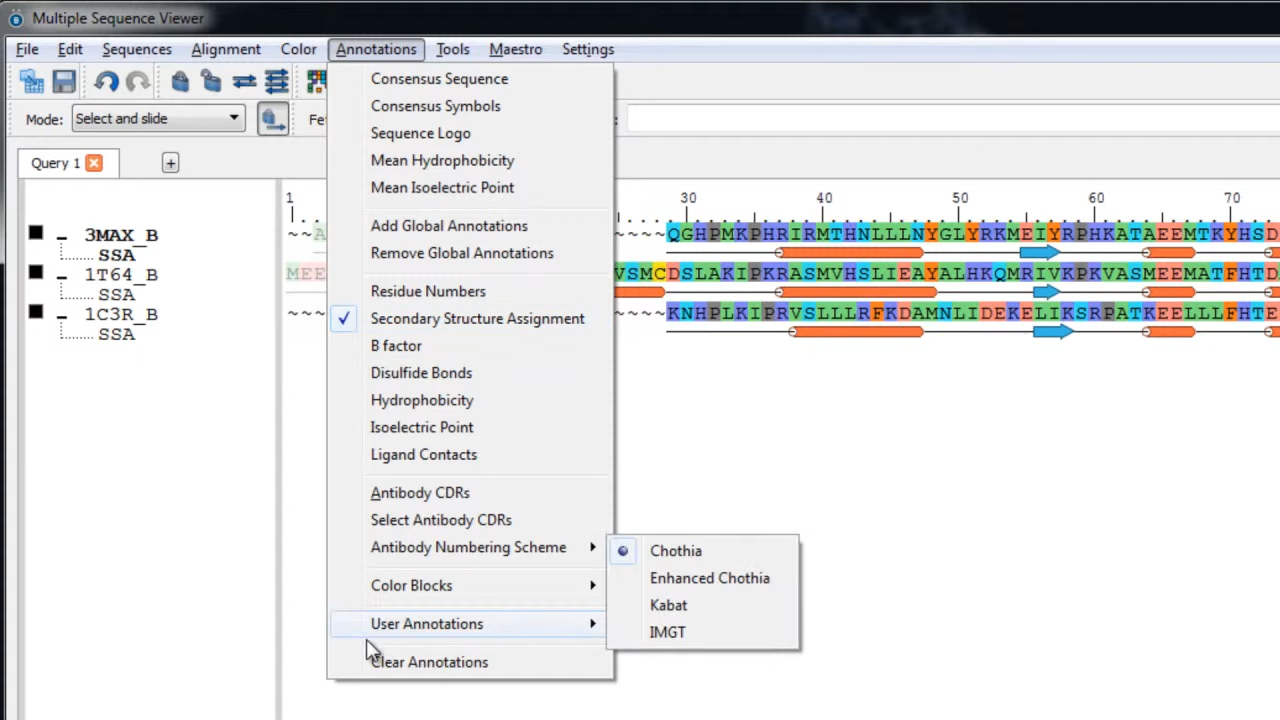 Multiple Sequence Viewer
File Edit Sequences Alignment Color Annotations Tools Maestro Settings
Mode: Select and slide Fe :
Query 1
1 30 40 50 60 70
3MAX_B ~~A ~~~~QGHPMKPHRIRMTHNLLLNYGLYRKMEIYRPHKATAEEMTKYHSD
SSA
1T64_B MEE VSMCDSLAKIPKRASMVHSLIEAYALHKQMRIVKPKVASMEEMATFHTD
SSA
1C3R_B ~~~ ~~~~KNHPLKIPRVSLLLRFKDAMNLIDEKELIKSRPATKEELLLFHTE
SSA
Consensus Sequence
Consensus Symbols
Sequence Logo
Mean Hydrophobicity
Mean Isoelectric Point
Add Global Annotations
Remove Global Annotations
Residue Numbers
Secondary Structure Assignment
B factor
Disulfide Bonds
Hydrophobicity
Isoelectric Point
Ligand Contacts
Antibody CDRs
Select Antibody CDRs
Antibody Numbering Scheme
Color Blocks
User Annotations
Clear Annotations
Chothia
Enhanced Chothia
Kabat
IMGT